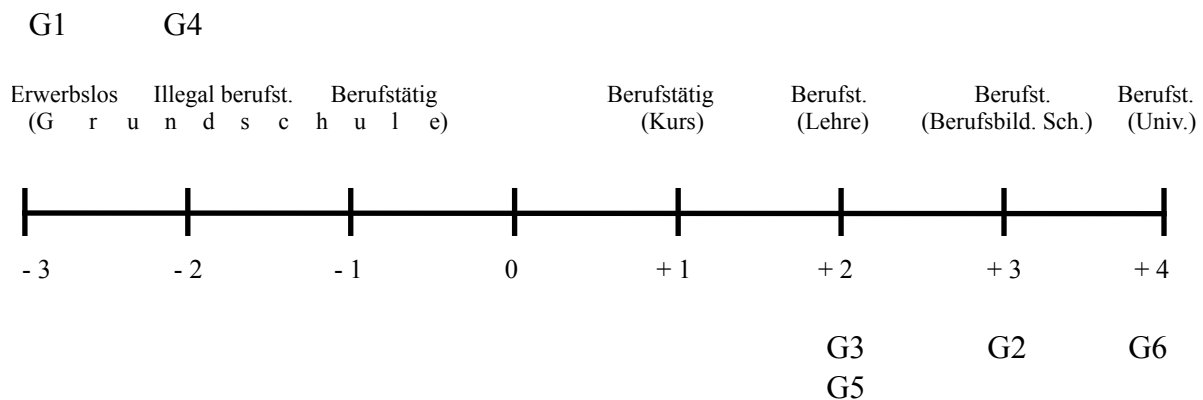 G1 G4
Erwerbslos Illegal berufst. Berufstätig Berufstätig Berufst. Berufst. Berufst.
(G r u n d s c h u l e) (Kurs) (Lehre) (Berufsbild. Sch.) (Univ.)
- 3 - 2 - 1 0 + 1 + 2 + 3 + 4
G3 G2 G6
G5